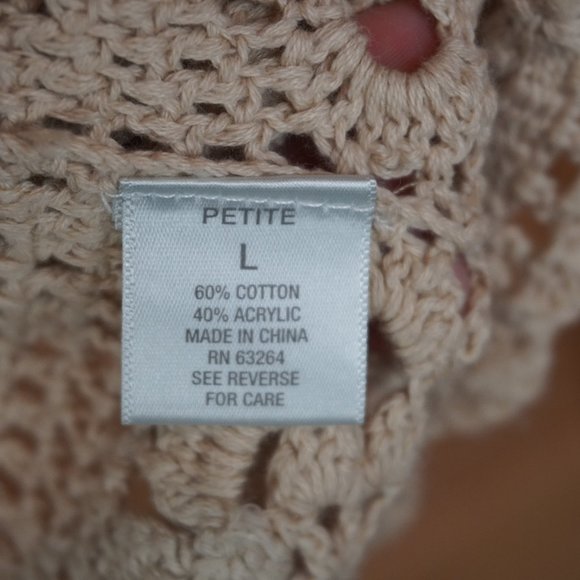 PETITE
L
60% COTTON
40% ACRYLIC
MADE IN CHINA
RN 63264
SEE REVERSE
FOR CARE